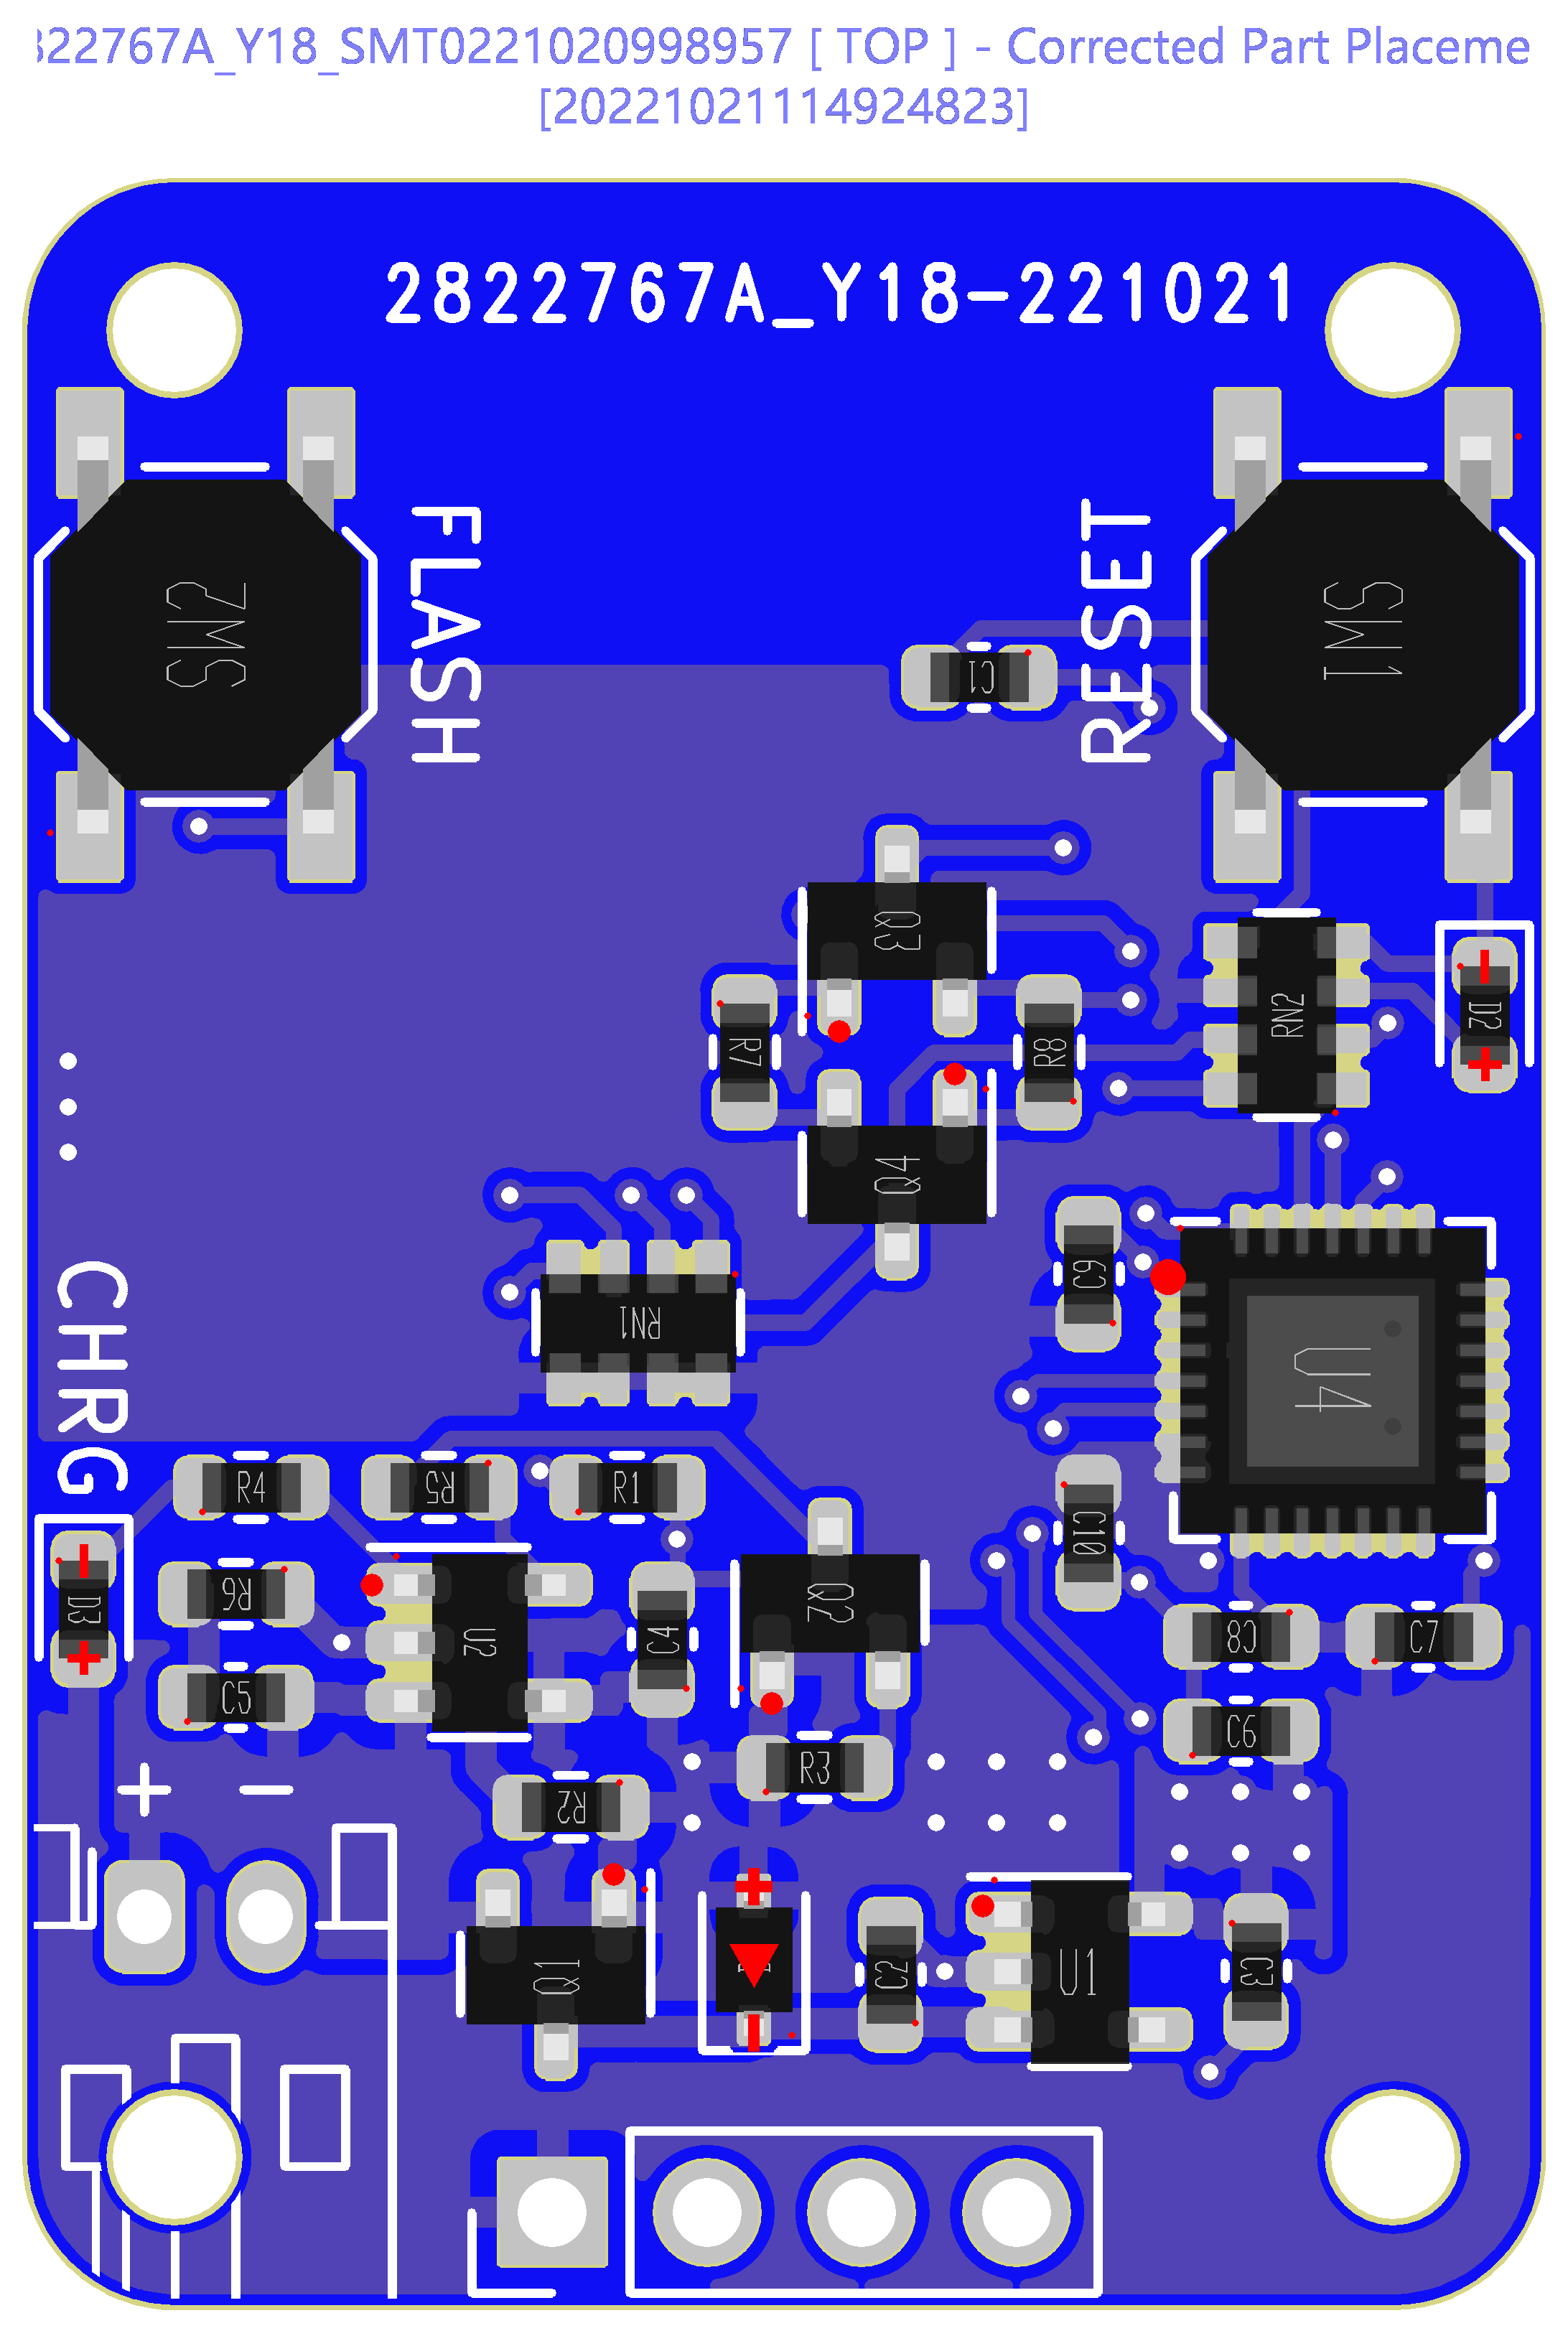 322767A_Y18_SMT0221020998957 [ TOP ] - Corrected Part Placeme
[20221021114924823]
2822767A_Y18-221021
FLASH
RESET
SW2
SW1
C1
Q3
RN2
D2
R7
R8
Q4
C9
RN1
U4
CHRG
R4
R5
R1
C10
R6
D3
U2
C4
Q2
C8
C7
C5
C6
R3
+ -
R2
Q1
C2
U1
C3